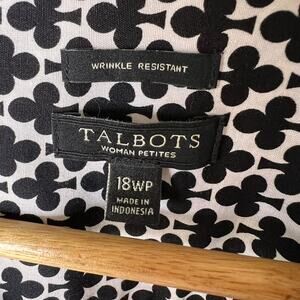 WRINKLE RESISTANT
TALBOTS
WOMAN PETITES
18WP
MADE IN
INDONESIA